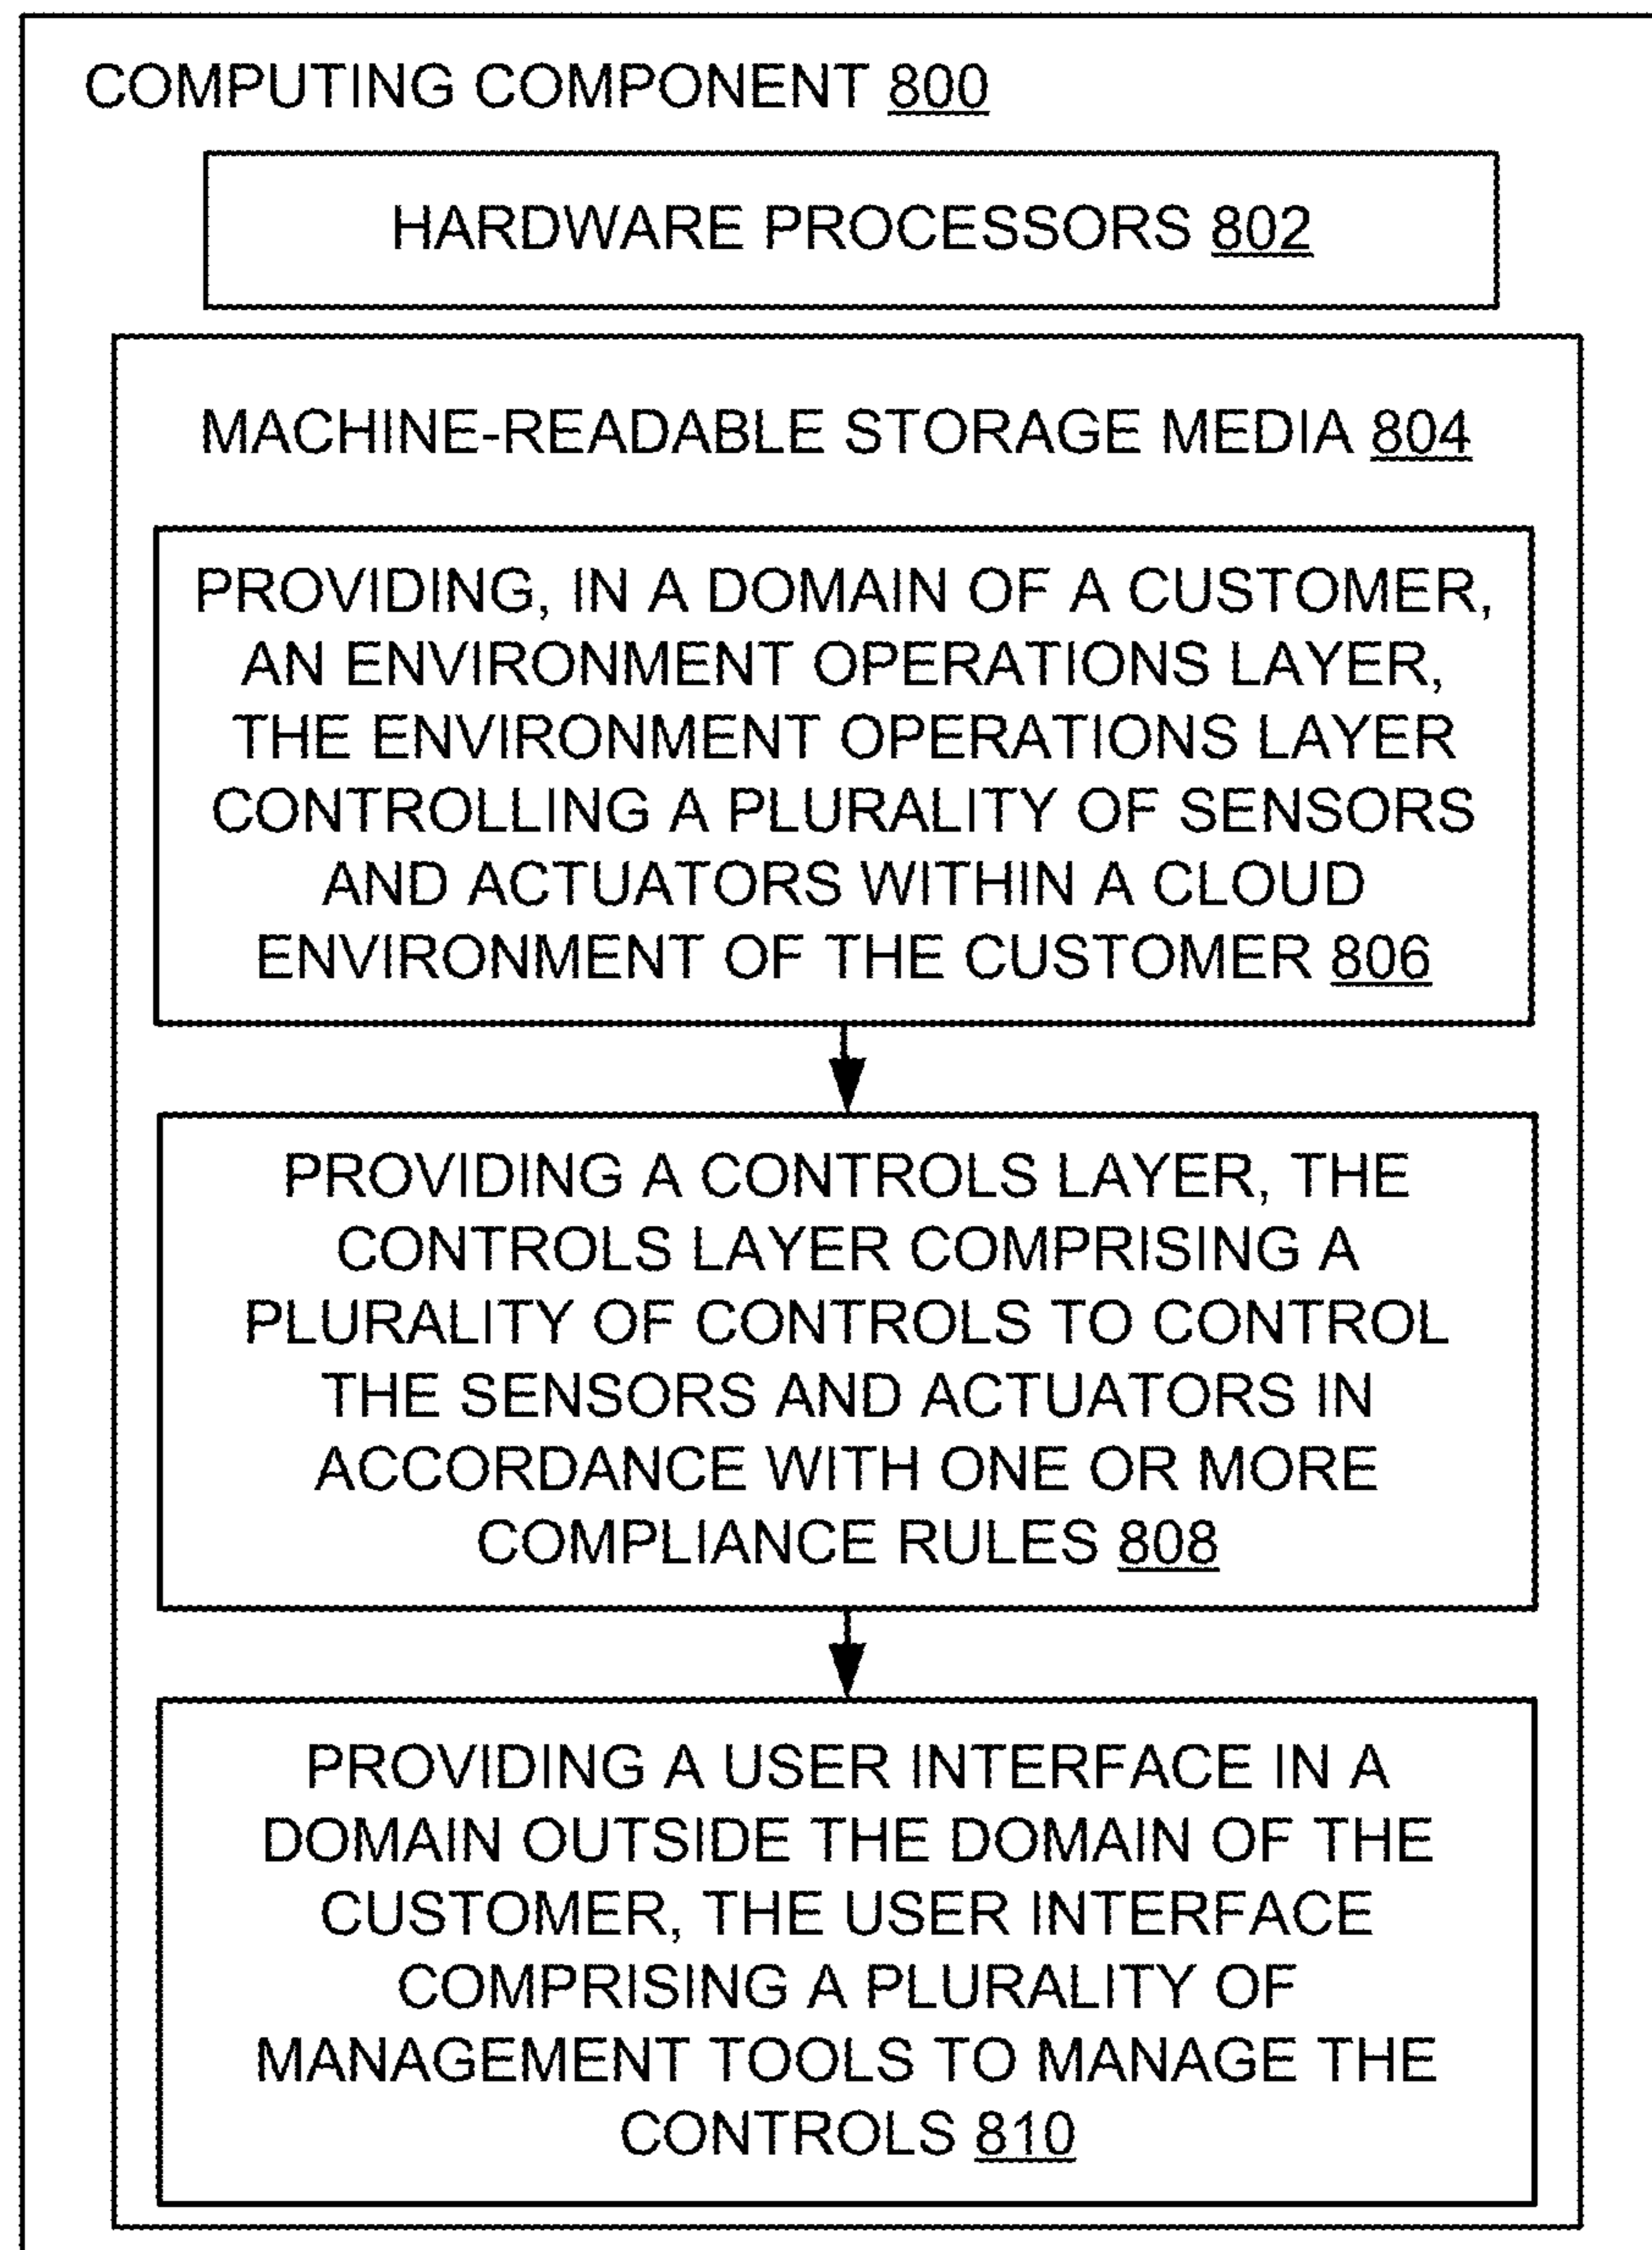 COMPUTING COMPONENT 800
HARDWARE PROCESSORS 802
MACHINE-READABLE STORAGE MEDIA 804
PROVIDING, IN A DOMAIN OF A CUSTOMER,
AN ENVIRONMENT OPERATIONS LAYER,
THE ENVIRONMENT OPERATIONS LAYER
CONTROLLING A PLURALITY OF SENSORS
AND ACTUATORS WITHIN A CLOUD
ENVIRONMENT OF THE CUSTOMER 806
PROVIDING A CONTROLS LAYER, THE
CONTROLS LAYER COMPRISING A
PLURALITY OF CONTROLS TO CONTROL
THE SENSORS AND ACTUATORS IN
ACCORDANCE WITH ONE OR MORE
COMPLIANCE RULES 808
PROVIDING A USER INTERFACE IN A
DOMAIN OUTSIDE THE DOMAIN OF THE
CUSTOMER, THE USER INTERFACE
COMPRISING A PLURALITY OF
MANAGEMENT TOOLS TO MANAGE THE
CONTROLS 810